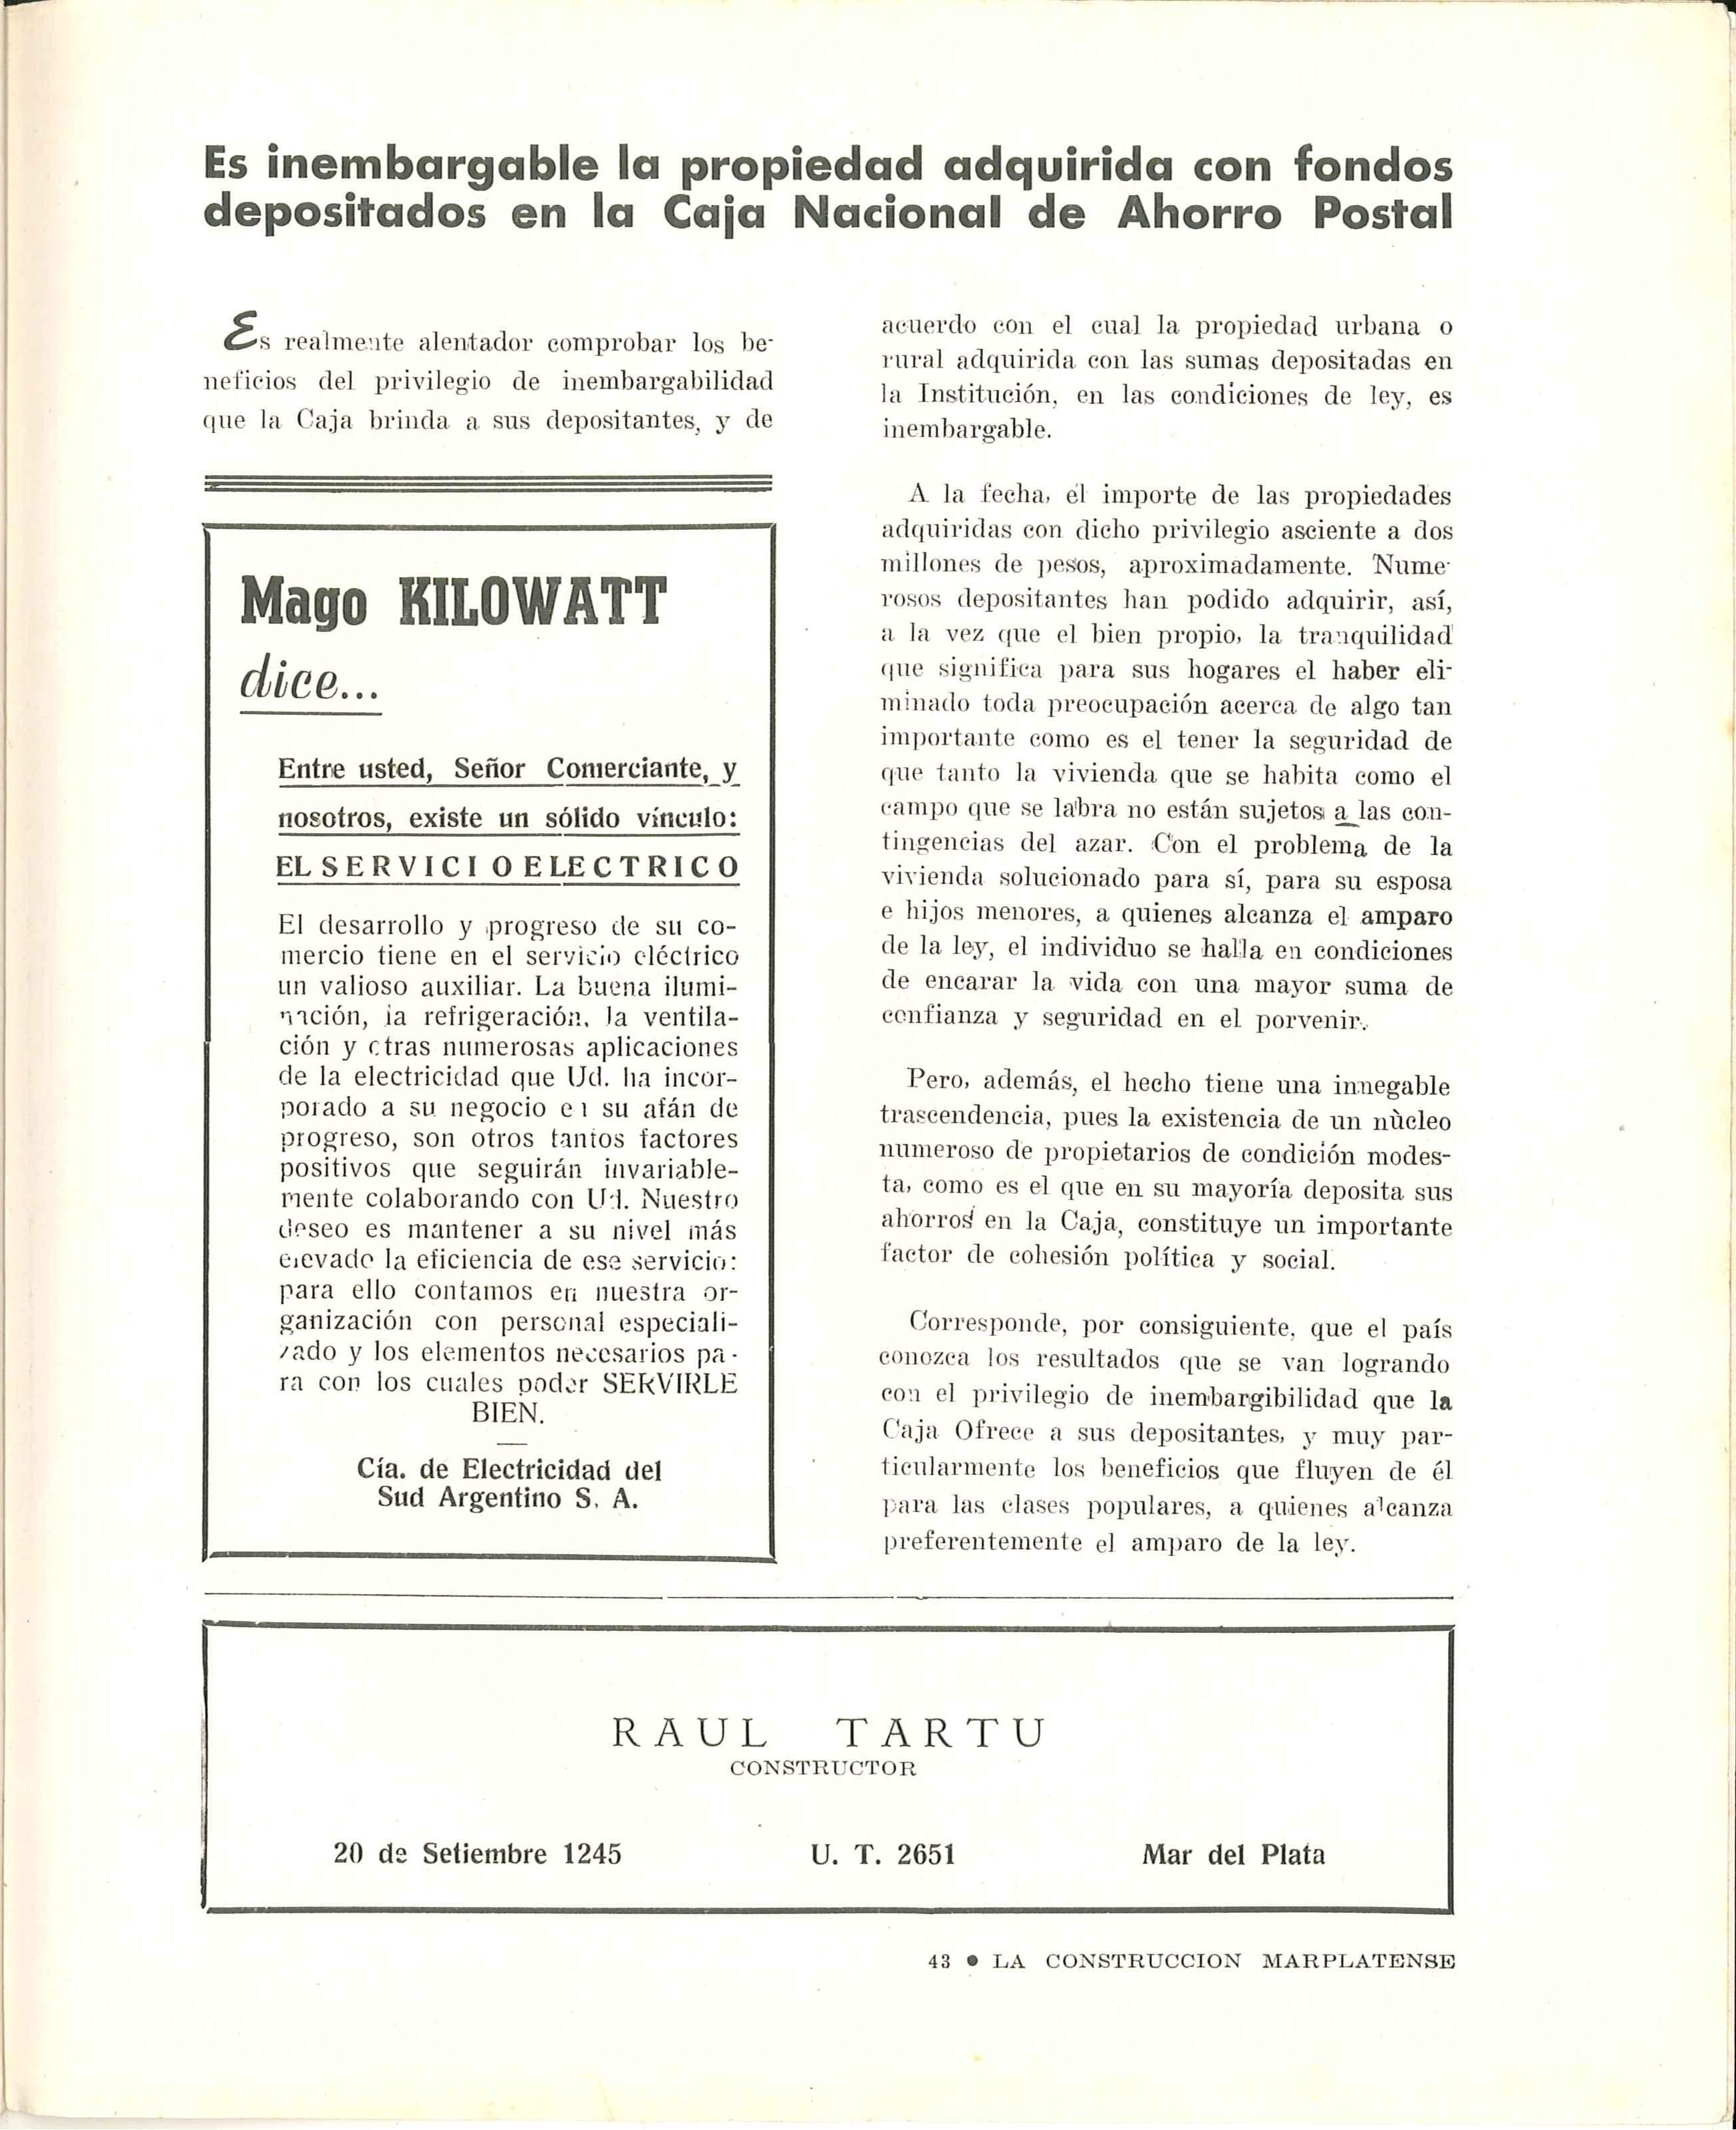 Es inembargable la propiedad adquirida con fondos
depositados en la Caja Nacional de Ahorro Postal
Es realmente alentador comprobar los be-
neficios del privilegio de inembargabilidad
que la Caja brinda a sus depositantes, y de
acuerdo con el cual la propiedad urbana o
rural adquirida con las sumas depositadas en
la Institución, en las condiciones de ley, es
inembargable.
A la fecha, el importe de las propiedades
adquiridas con dicho privilegio asciente a dos
millones de pesos, aproximadamente. Nume-
rosos depositantes han podido adquirir, así,
a la vez que el bien propio, la tranquilidad
que significa para sus hogares el haber eli-
minado toda preocupación acerca de algo tan
importante como es el tener la seguridad de
que tanto la vivienda que se habita como el
campo que se labra no están sujetos a las con-
tingencias del azar. Con el problema de la
vivienda solucionado para sí, para su esposa
e hijos menores, a quienes alcanza el amparo
de la ley, el individuo se halla en condiciones
de encarar la vida con una mayor suma de
confianza y seguridad en el porvenir.
Pero, además, el hecho tiene una innegable
trascendencia, pues la existencia de un nùcleo
numeroso de propietarios de condición modes-
ta, como es el que en su mayoría deposita sus
ahorros en la Caja, constituye un importante
factor de cohesión política y social.
Corresponde, por consiguiente, que el país
conozca los resultados que se van logrando
con el privilegio de inembargibilidad que la
Caja Ofrece a sus depositantes, y muy par-
ticularmente los beneficios que fluyen de él
para las clases populares, a quienes alcanza
preferentemente el amparo de la ley.
Mago KILOWATT
dice...
Entre usted, Señor Comerciante, y
nosotros, existe un sólido vínculo:
EL SERVICIO ELECTRICO
El desarrollo y progreso de su co-
mercio tiene en el servicio eléctrico
un valioso auxiliar. La buena ilumi-
nación, la refrigeración, la ventila-
ción y otras numerosas aplicaciones
de la electricidad que Ud. ha incor-
porado a su negocio en su afán de
progreso, son otros tantos factores
positivos que seguirán invariable-
mente colaborando con Ud. Nuestro
deseo es mantener a su nivel más
elevado la eficiencia de ese servicio:
para ello contamos en nuestra or-
ganización con personal especiali-
zado y los elementos necesarios pa-
ra con los cuales poder SERVIRLE
BIEN.
Cía. de Electricidad del
Sud Argentino S. A.
RAUL TARTU
CONSTRUCTOR
20 de Setiembre 1245 U. T. 2651 Mar del Plata
43 • LA CONSTRUCCION MARPLATENSE